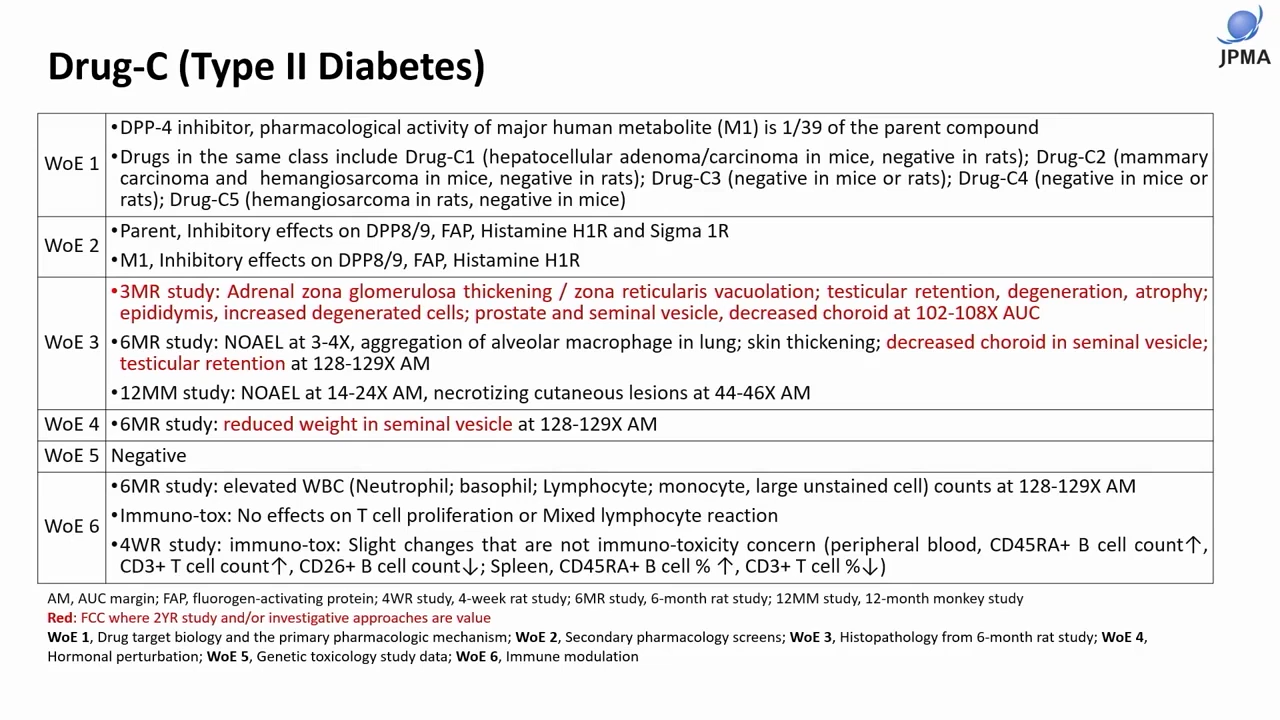 JPMA
Drug-C (Type II Diabetes)
WoE 1
•DPP-4 inhibitor, pharmacological activity of major human metabolite (M1) is 1/39 of the parent compound
•Drugs in the same class include Drug-C1 (hepatocellular adenoma/carcinoma in mice, negative in rats); Drug-C2 (mammary
carcinoma and hemangiosarcoma in mice, negative in rats); Drug-C3 (negative in mice or rats); Drug-C4 (negative in mice or
rats); Drug-C5 (hemangiosarcoma in rats, negative in mice)
WoE 2
•Parent, Inhibitory effects on DPP8/9, FAP, Histamine H1R and Sigma 1R
•M1, Inhibitory effects on DPP8/9, FAP, Histamine H1R
WoE 3
•3MR study: Adrenal zona glomerulosa thickening / zona reticularis vacuolation; testicular retention, degeneration, atrophy;
epididymis, increased degenerated cells; prostate and seminal vesicle, decreased choroid at 102-108X AUC
•6MR study: NOAEL at 3-4X, aggregation of alveolar macrophage in lung; skin thickening; decreased choroid in seminal vesicle;
testicular retention at 128-129X AM
•12MM study: NOAEL at 14-24X AM, necrotizing cutaneous lesions at 44-46X AM
WoE 4
•6MR study: reduced weight in seminal vesicle at 128-129X AM
WoE 5
Negative
WoE 6
•6MR study: elevated WBC (Neutrophil; basophil; Lymphocyte; monocyte, large unstained cell) counts at 128-129X AM
•Immuno-tox: No effects on T cell proliferation or Mixed lymphocyte reaction
•4WR study: immuno-tox: Slight changes that are not immuno-toxicity concern (peripheral blood, CD45RA+ B cell count↑,
CD3+ T cell count↑, CD26+ B cell count↓; Spleen, CD45RA+ B cell % ↑, CD3+ T cell %↓)
AM, AUC margin; FAP, fluorogen-activating protein; 4WR study, 4-week rat study; 6MR study, 6-month rat study; 12MM study, 12-month monkey study
Red: FCC where 2YR study and/or investigative approaches are value
WoE 1, Drug target biology and the primary pharmacologic mechanism; WoE 2, Secondary pharmacology screens; WoE 3, Histopathology from 6-month rat study; WoE 4,
Hormonal perturbation; WoE 5, Genetic toxicology study data; WoE 6, Immune modulation